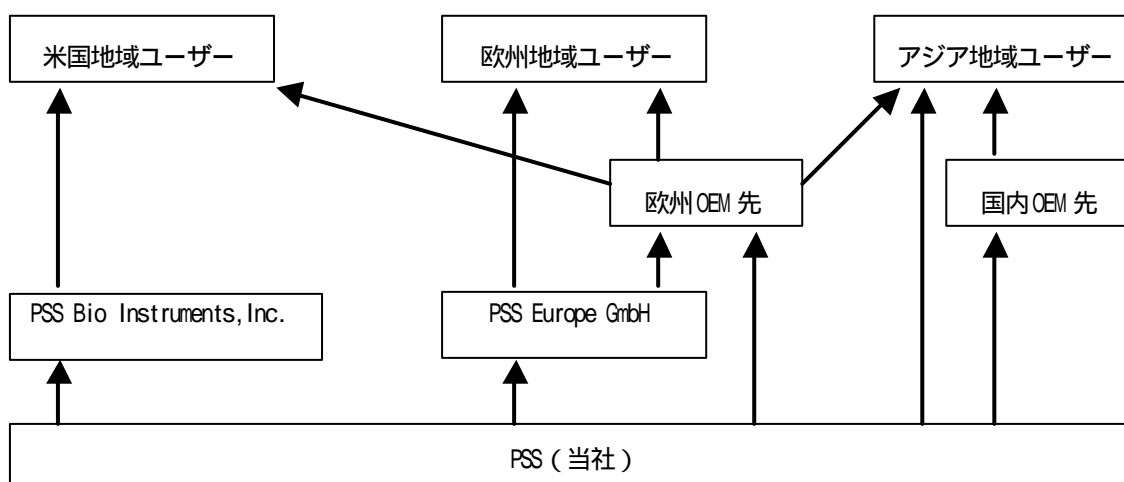 米国地域ユーザー
欧州地域ユーザー
アジア地域ユーザー
欧州OEM先
国内OEM先
PSS Bio Instruments,Inc.
PSS Europe GmbH
PSS(当社)